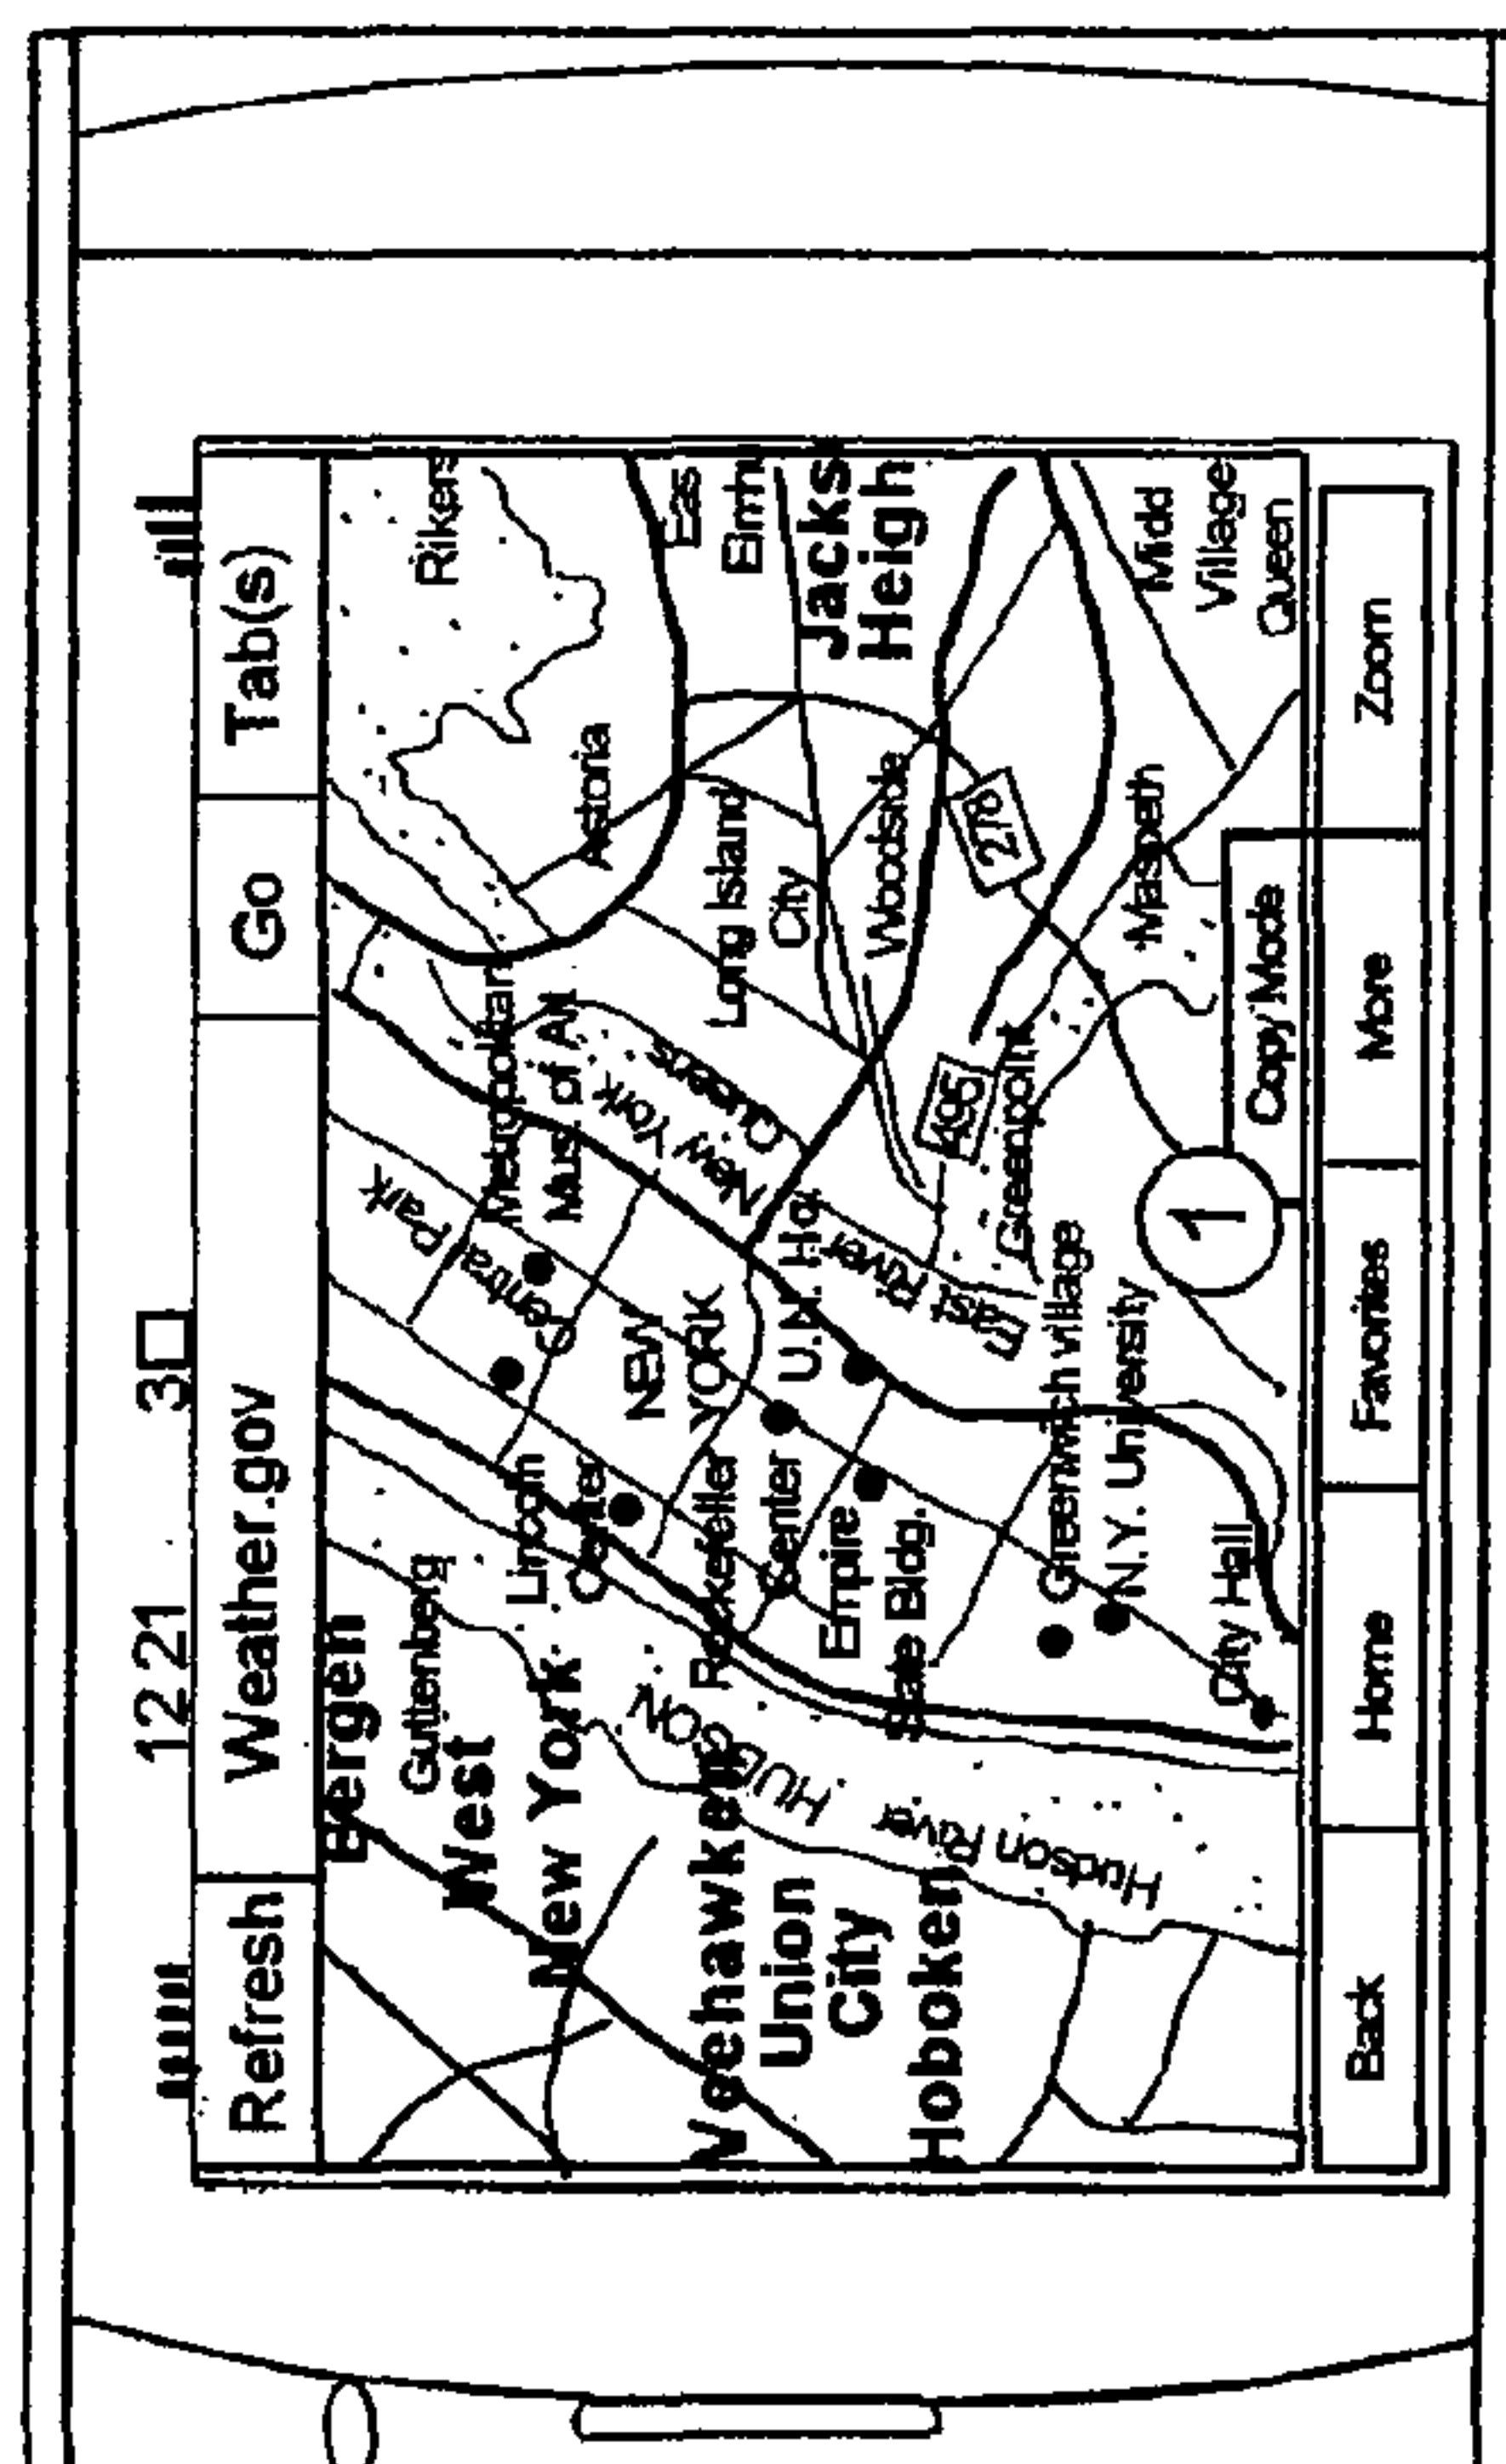 12 21
3
Refresh
Weather.gov
Go
Tab(s)
Bergen
Guttenberg
West
New York
Weehawken
Union
City
Hoboken
HUDSON
Hudson River
Lincoln
Center
Rockefeller
Center
Empire
State Bldg.
Greenwich Village
N.Y. University
City Hall
Central Park
Metropolitan
Mus. of Art
NEW
YORK
U.N. Hq.
New York
Queens
East River
Rikers
Astoria
Long Island
City
Woodside
Eas
Elmhu
Jacks
Heigh
278
495
Greenpoint
Maspeth
Midd
Village
Queen
1
Copy Mode
Back
Home
Favorites
More
Zoom